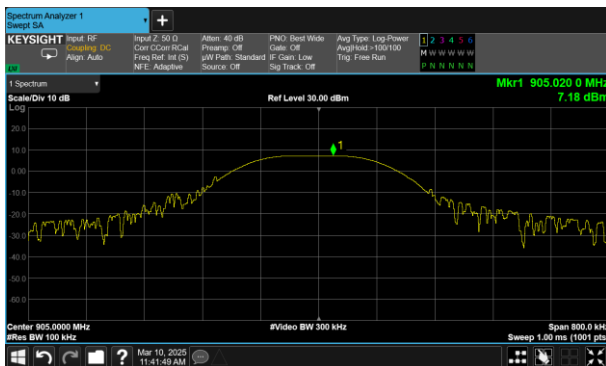 Spectrum Analyzer 1
Swept SA
+
KEYSIGHT Input: RF Input Z: 50 Ω Atten: 40 dB PNO: Best Wide Avg Type: Log-Power 1 2 3 4 5 6
Coupling: DC Corr CCorr RCal Preamp: Off Gate: Off Avg|Hold:>100/100 M W W W W W
Align: Auto Freq Ref: Int (S) µW Path: Standard IF Gain: Low Trig: Free Run
NFE: Adaptive Source: Off Sig Track: Off P N N N N N
1 Spectrum Mkr1 905.020 0 MHz
Scale/Div 10 dB Ref Level 30.00 dBm 7.18 dBm
Log
20.0
1
10.0
0.00
-10.0
-20.0
-30.0
-40.0
-50.0
-60.0
Center 905.0000 MHz #Video BW 300 kHz Span 800.0 kHz
#Res BW 100 kHz Sweep 1.00 ms (1001 pts
? Mar 10, 2025
11:41:49 AM